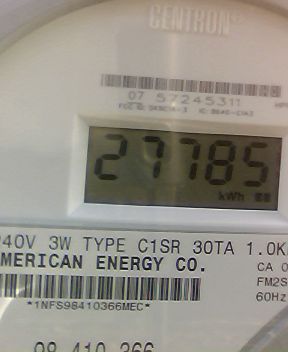 CENTRON
07 57245311
27785
kWh
240V 3W TYPE C1SR 30TA 1.0K
AMERICAN ENERGY CO.
CA 0
FM2S
*1NFS98410366MEC*
60Hz
98 410 366